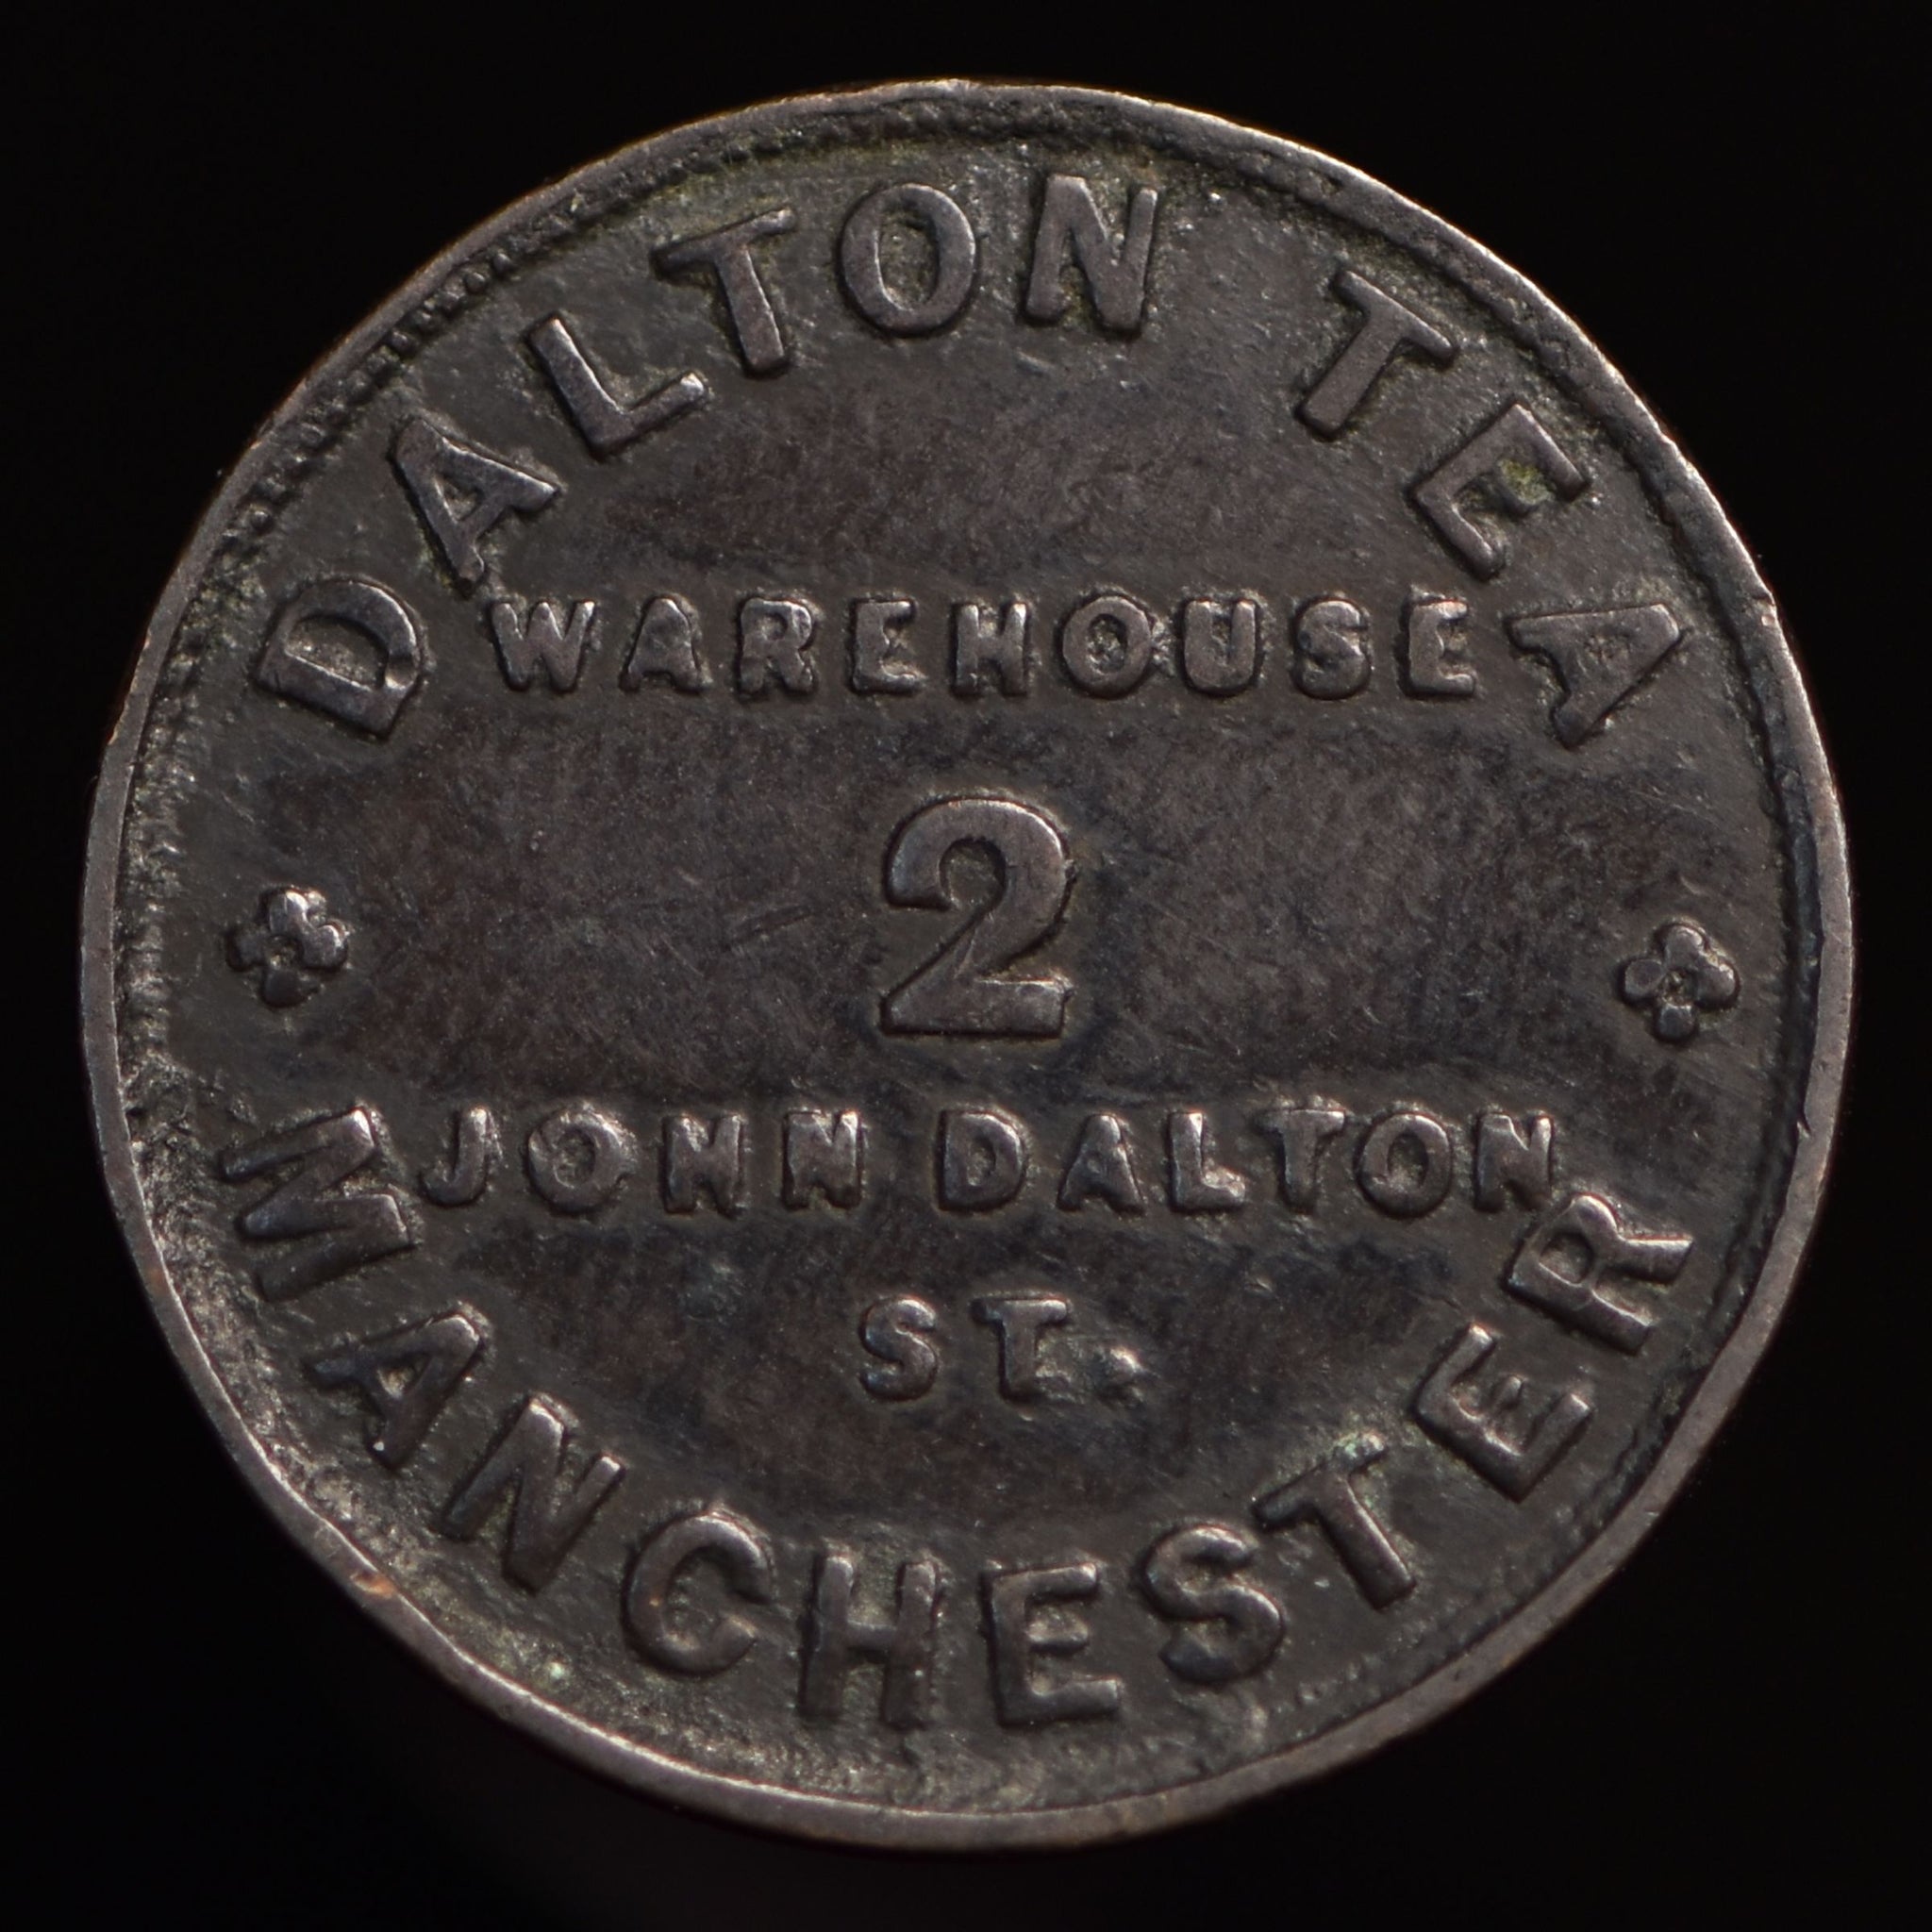 DALTON TEA
WAREHOUSE
2
JOHN DALTON
ST.
MANCHESTER